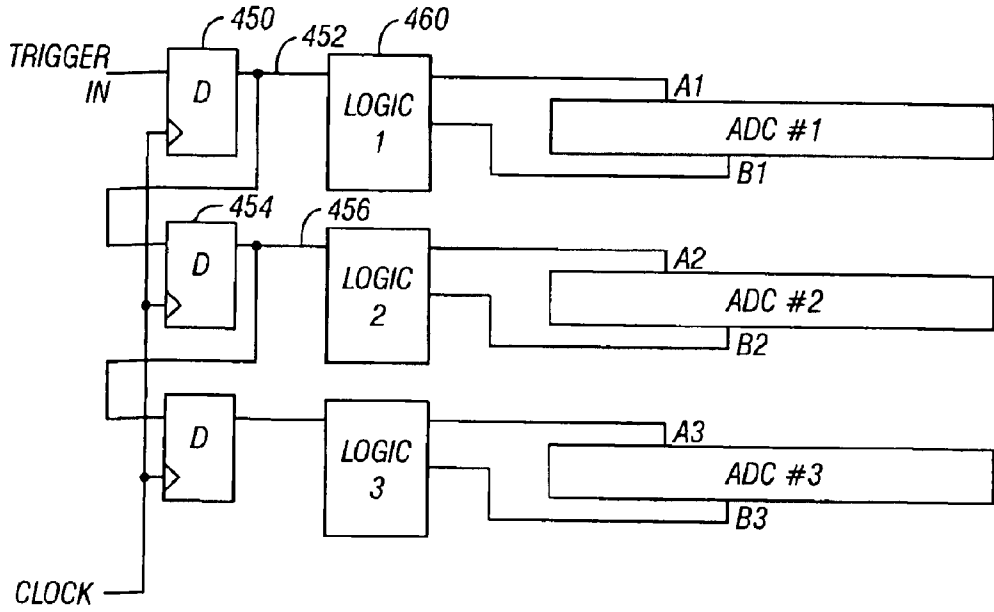 450
452
460
TRIGGER
IN
D
LOGIC
1
A1
ADC #1
B1
454
456
D
LOGIC
2
A2
ADC #2
B2
D
LOGIC
3
A3
ADC #3
B3
CLOCK